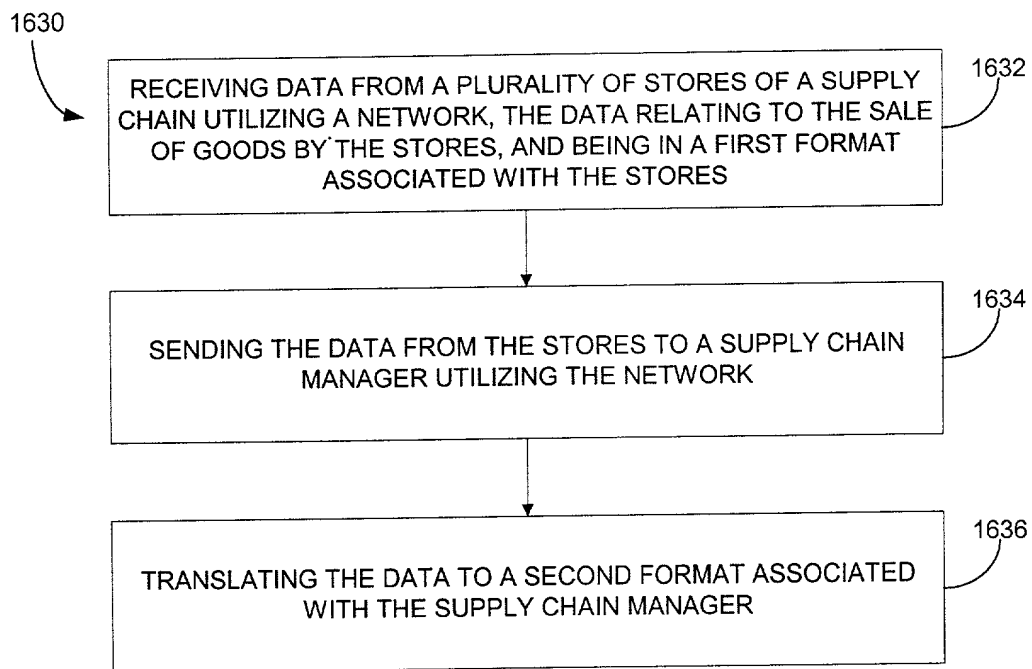 1630
RECEIVING DATA FROM A PLURALITY OF STORES OF A SUPPLY
CHAIN UTILIZING A NETWORK, THE DATA RELATING TO THE SALE
OF GOODS BY THE STORES, AND BEING IN A FIRST FORMAT
ASSOCIATED WITH THE STORES
1632
SENDING THE DATA FROM THE STORES TO A SUPPLY CHAIN
MANAGER UTILIZING THE NETWORK
1634
TRANSLATING THE DATA TO A SECOND FORMAT ASSOCIATED
WITH THE SUPPLY CHAIN MANAGER
1636